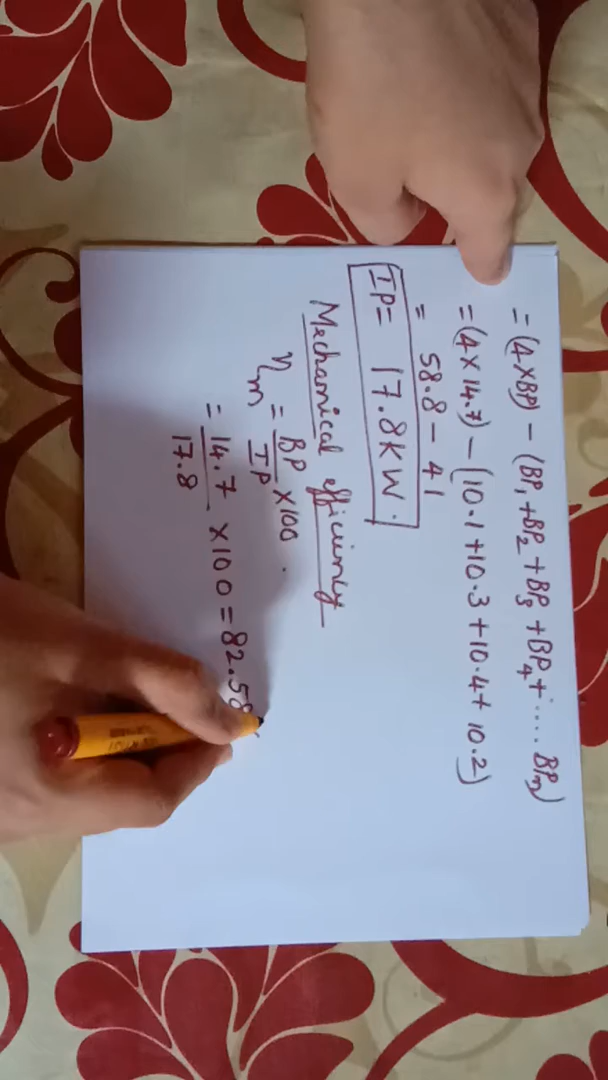 = (4×BP) - (BP1 + BP2 + BP3 + BP4 + ..... BPn)
= (4×14.7) - (10.1+10.3+10.4+10.2)
= 58.8 - 41
IP= 17.8KW.
Mechanical efficiency
ηm = BP/IP ×100.
= 14.7/17.8 ×100 = 82.58